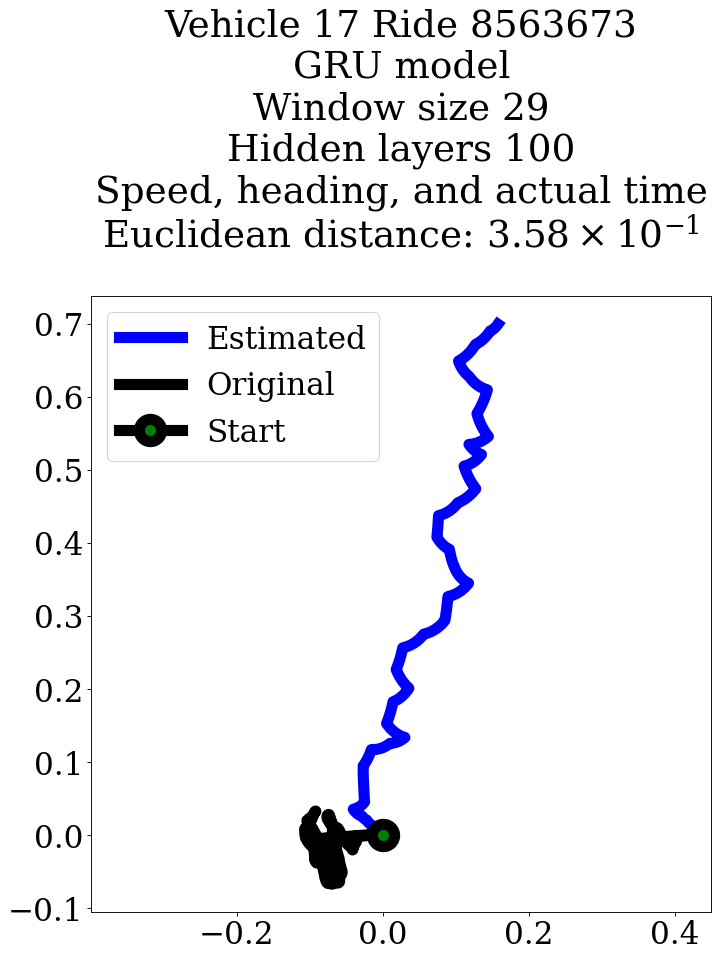 Vehicle 17 Ride 8563673
GRU model
Window size 29
Hidden layers 100
Speed, heading, and actual time
Euclidean distance: 3.58 × 10⁻¹
Estimated
Original
Start
0.7
0.6
0.5
0.4
0.3
0.2
0.1
0.0
−0.1
−0.2 0.0 0.2 0.4